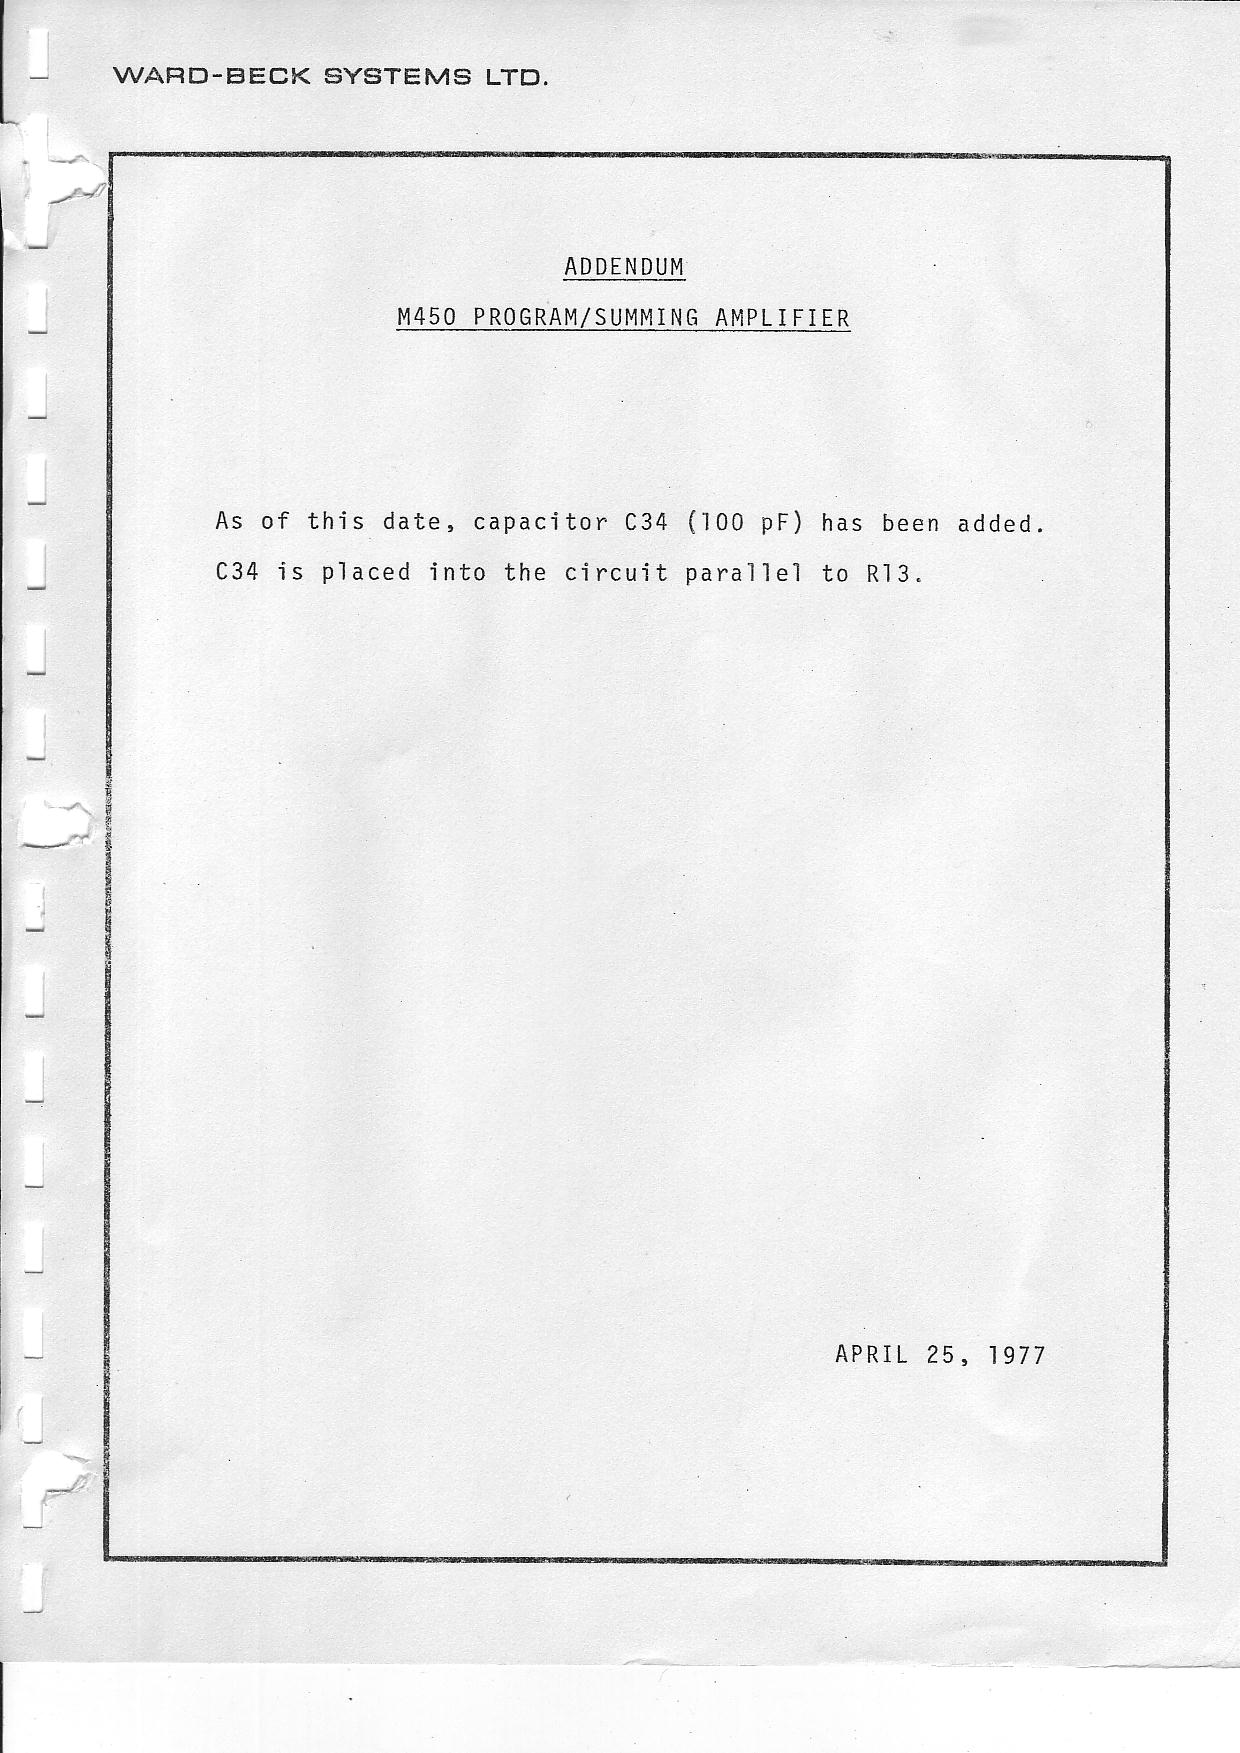 WARD-BECK SYSTEMS LTD.
ADDENDUM
M450 PROGRAM/SUMMING AMPLIFIER
As of this date, capacitor C34 (100 pF) has been added.
C34 is placed into the circuit parallel to R13.
APRIL 25, 1977